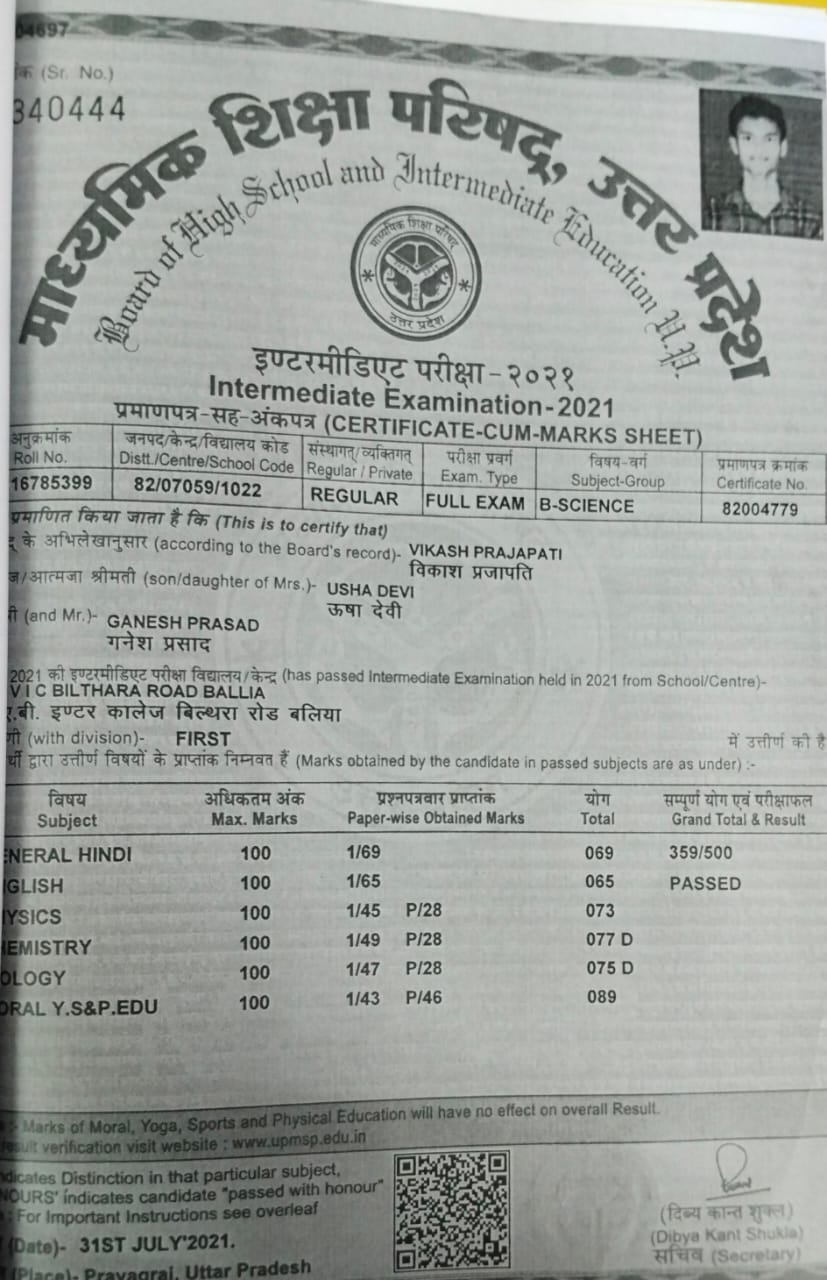 04697
(Sr. No.)
340444
माध्यमिक शिक्षा परिषद्, उत्तर प्रदेश
Board of High School and Intermediate Education U.P.
माध्यमिक शिक्षा परिषद्
उत्तर प्रदेश
इण्टरमीडिएट परीक्षा-२०२१
Intermediate Examination-2021
प्रमाणपत्र-सह-अंकपत्र (CERTIFICATE-CUM-MARKS SHEET)
अनुक्रमांक जनपद/केन्द्र/विद्यालय कोड संस्थागत/व्यक्तिगत परीक्षा प्रवर्ग विषय-वर्ग प्रमाणपत्र क्रमांक
Roll No. Distt./Centre/School Code Regular / Private Exam. Type Subject-Group Certificate No.
16785399 82/07059/1022 REGULAR FULL EXAM B-SCIENCE 82004779
प्रमाणित किया जाता है कि (This is to certify that)
के अभिलेखानुसार (according to the Board's record)- VIKASH PRAJAPATI
विकाश प्रजापति
/आत्मजा श्रीमती (son/daughter of Mrs.)- USHA DEVI
ऊषा देवी
(and Mr.)- GANESH PRASAD
गनेश प्रसाद
2021 की इण्टरमीडिएट परीक्षा विद्यालय/केन्द्र (has passed Intermediate Examination held in 2021 from School/Centre)-
V I C BILTHARA ROAD BALLIA
.बी. इण्टर कालेज बिल्थरा रोड बलिया
(with division)- FIRST में उत्तीर्ण की है
द्वारा उत्तीर्ण विषयों के प्राप्तांक निम्नवत हैं (Marks obtained by the candidate in passed subjects are as under) :-
विषय अधिकतम अंक प्रश्नपत्रवार प्राप्तांक योग सम्पूर्ण योग एवं परीक्षाफल
Subject Max. Marks Paper-wise Obtained Marks Total Grand Total & Result
ENERAL HINDI 100 1/69 069 359/500
GLISH 100 1/65 065 PASSED
YSICS 100 1/45 P/28 073
EMISTRY 100 1/49 P/28 077 D
OLOGY 100 1/47 P/28 075 D
ORAL Y.S&P.EDU 100 1/43 P/46 089
:- Marks of Moral, Yoga, Sports and Physical Education will have no effect on overall Result.
result verification visit website : www.upmsp.edu.in
ndicates Distinction in that particular subject,
NOURS' indicates candidate "passed with honour"
: For Important Instructions see overleaf
(Date)- 31ST JULY'2021.
(Place)- Prayagraj, Uttar Pradesh
(दिब्य कान्त शुक्ल)
(Dibya Kant Shukla)
सचिव (Secretary)